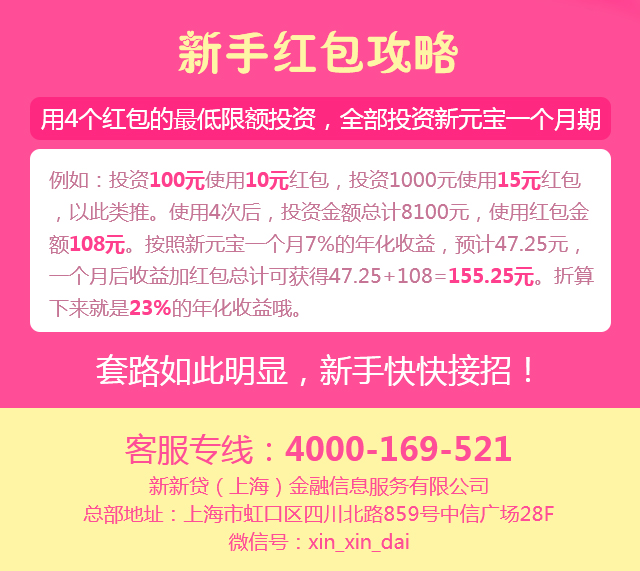 新手红包攻略
用4个红包的最低限额投资，全部投资新元宝一个月期
例如：投资100元使用10元红包，投资1000元使用15元红包
，以此类推。使用4次后，投资金额总计8100元，使用红包金
额108元。按照新元宝一个月7%的年化收益，预计47.25元，
一个月后收益加红包总计可获得47.25+108=155.25元。折算
下来就是23%的年化收益哦。
套路如此明显，新手快快接招！
客服专线：4000-169-521
新新贷（上海）金融信息服务有限公司
总部地址：上海市虹口区四川北路859号中信广场28F
微信号：xin_xin_dai